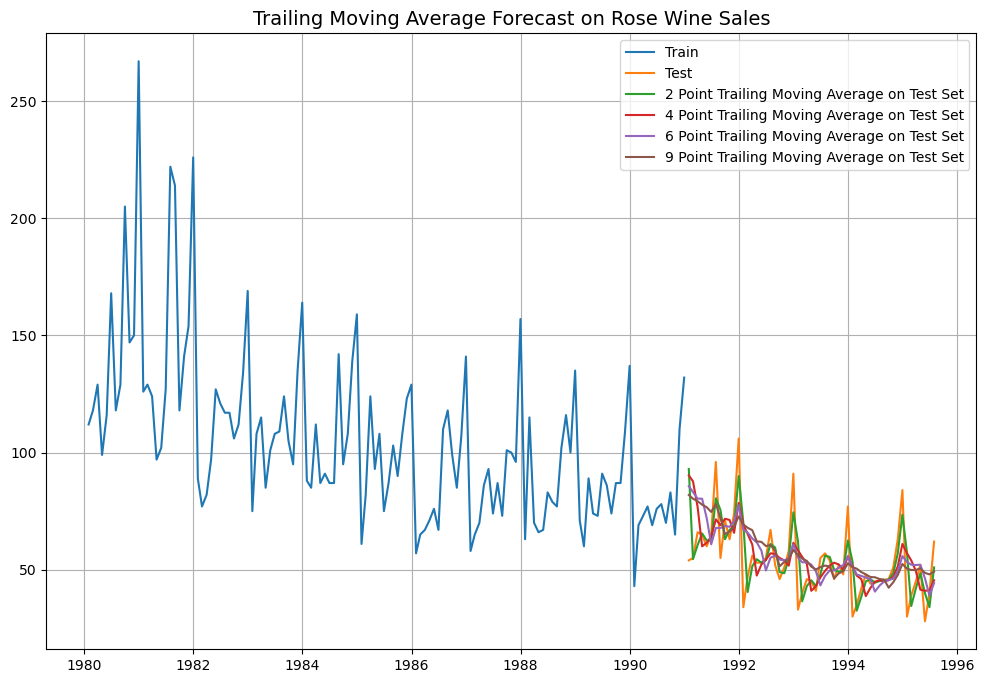 Trailing Moving Average Forecast on Rose Wine Sales
Train
Test
2 Point Trailing Moving Average on Test Set
4 Point Trailing Moving Average on Test Set
6 Point Trailing Moving Average on Test Set
9 Point Trailing Moving Average on Test Set
250
200
150
100
50
1980 1982 1984 1986 1988 1990 1992 1994 1996